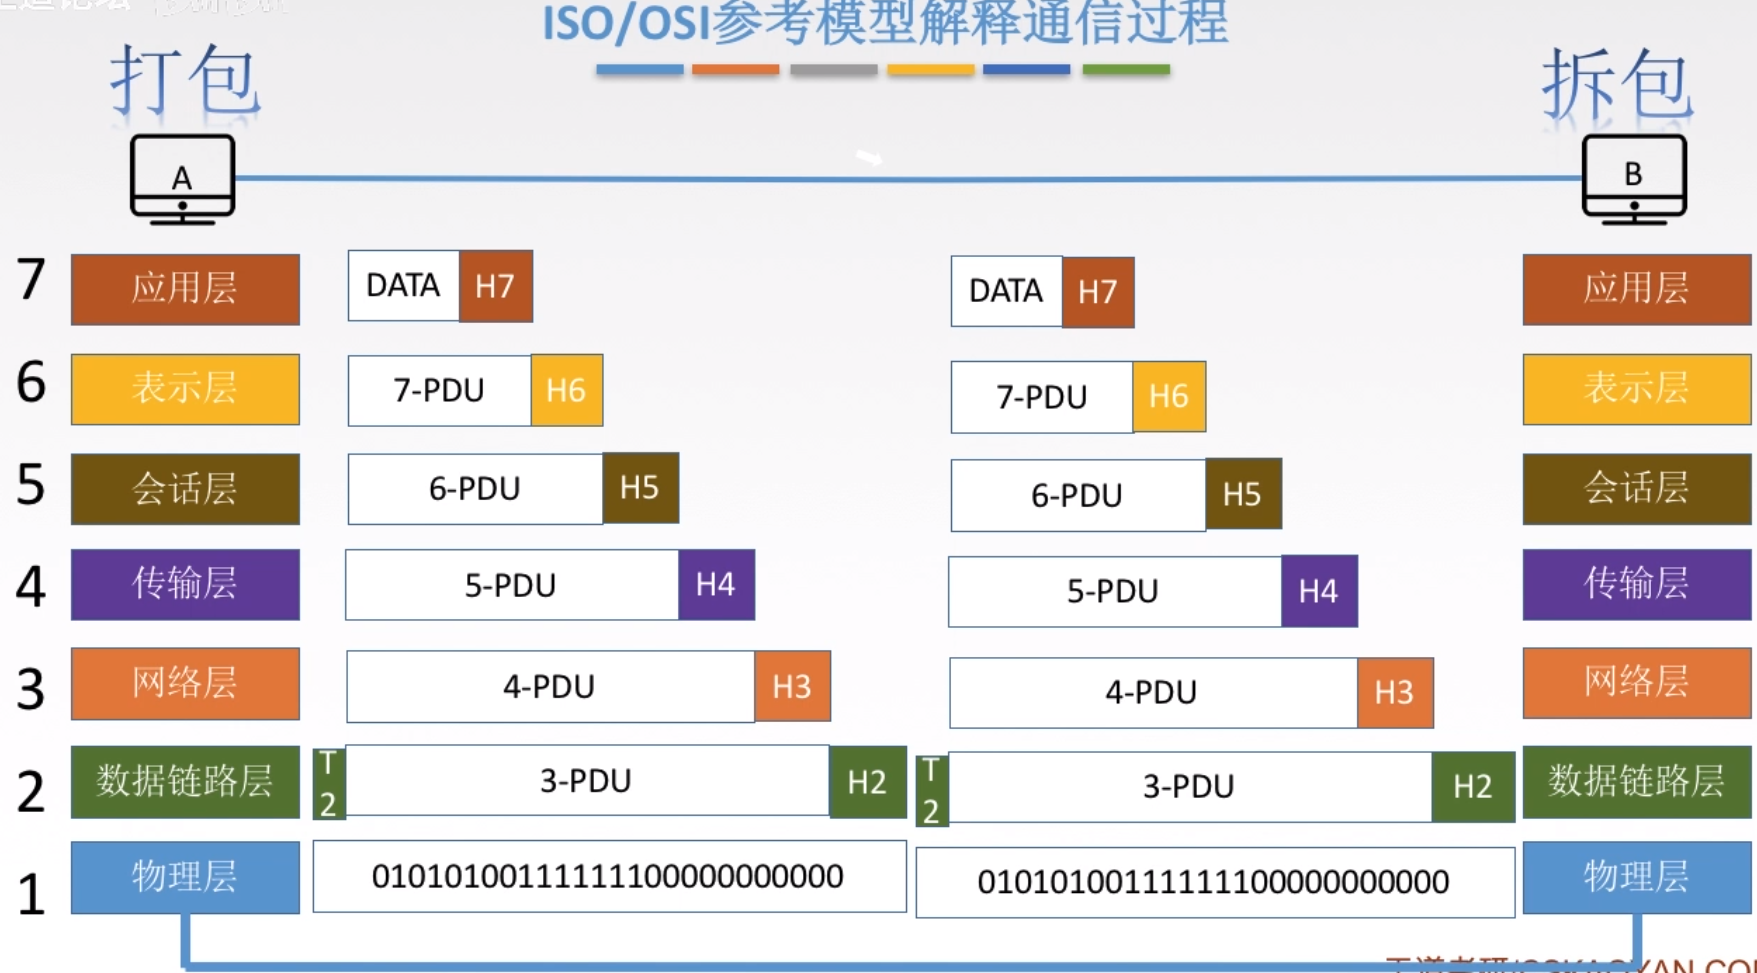 ISO/OSI参考模型解释通信过程
打包
拆包
A
B
7 应用层 DATA H7 DATA H7 应用层
6 表示层 7-PDU H6 7-PDU H6 表示层
5 会话层 6-PDU H5 6-PDU H5 会话层
4 传输层 5-PDU H4 5-PDU H4 传输层
3 网络层 4-PDU H3 4-PDU H3 网络层
2 数据链路层 T2 3-PDU H2 T2 3-PDU H2 数据链路层
1 物理层 010101001111111100000000000 010101001111111100000000000 物理层